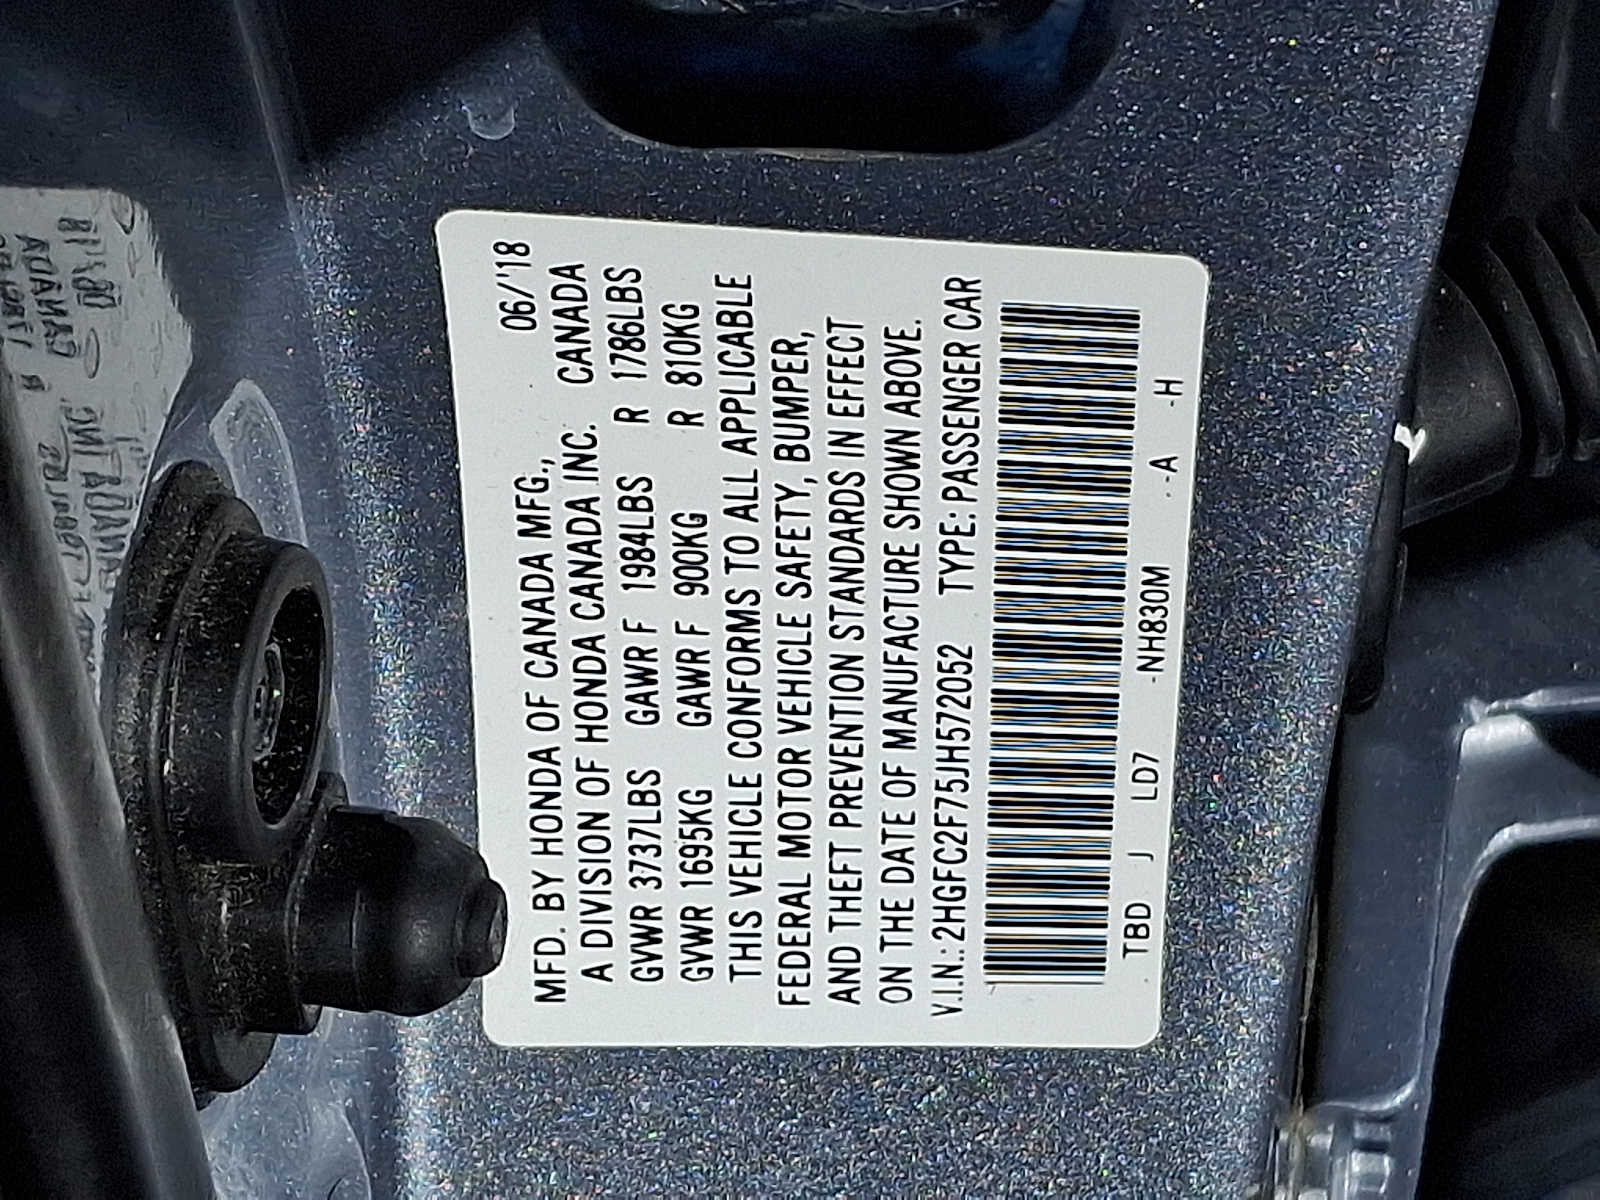 06/'18
MFD. BY HONDA OF CANADA MFG.,
A DIVISION OF HONDA CANADA INC. CANADA
GVWR 3737LBS GAWR F 1984LBS R 1786LBS
GVWR 1695KG GAWR F 900KG R 810KG
THIS VEHICLE CONFORMS TO ALL APPLICABLE
FEDERAL MOTOR VEHICLE SAFETY, BUMPER,
AND THEFT PREVENTION STANDARDS IN EFFECT
ON THE DATE OF MANUFACTURE SHOWN ABOVE.
V.I.N.: 2HGFC2F75JH572052 TYPE: PASSENGER CAR
TBD J LD7 -NH830M - -A -H